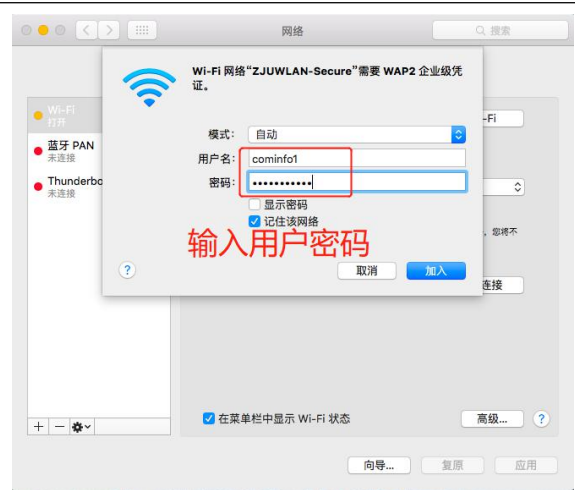 网络
搜索
Wi-Fi 网络“ZJUWLAN-Secure”需要 WAP2 企业级凭
证。
Wi-Fi
打开
-Fi
模式: 自动
蓝牙 PAN
未连接
用户名: cominfo1
密码: •••••••••••
Thunderbo
未连接
显示密码
记住该网络
，您将不
输入用户密码
?
取消
加入
连接
在菜单栏中显示 Wi-Fi 状态
高级...
?
向导...
复原
应用